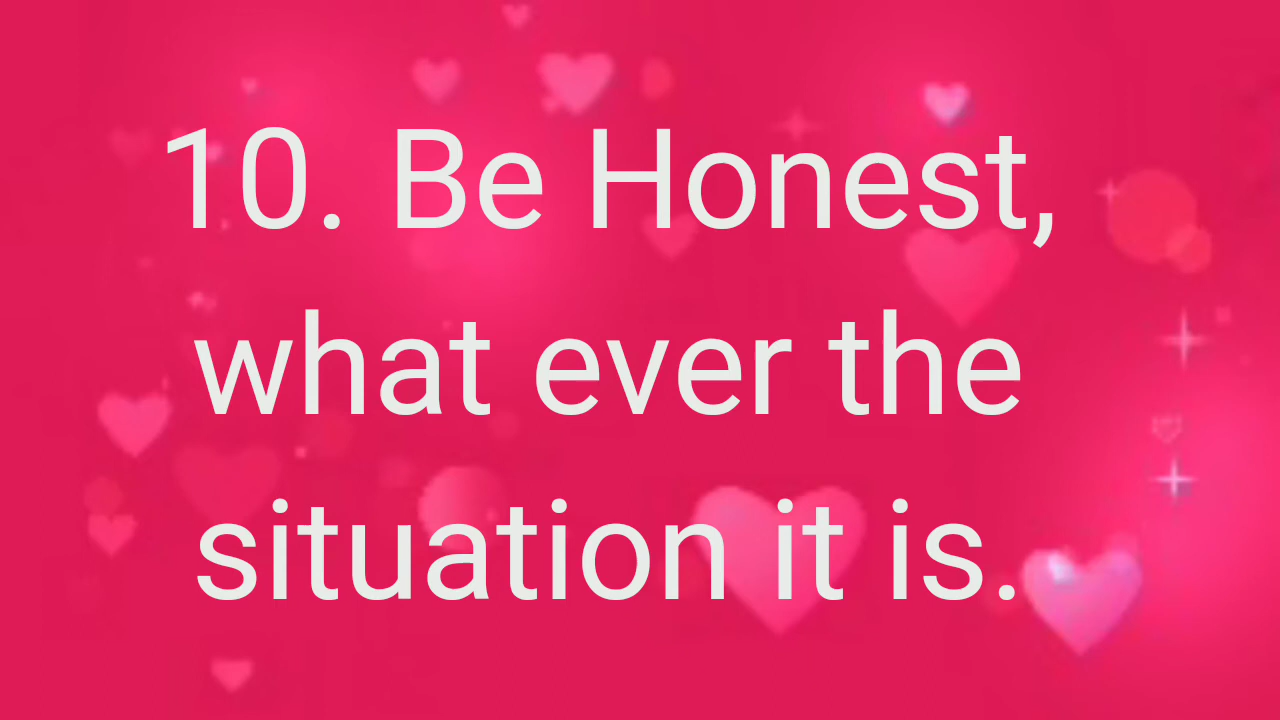 10. Be Honest,
what ever the
situation it is.